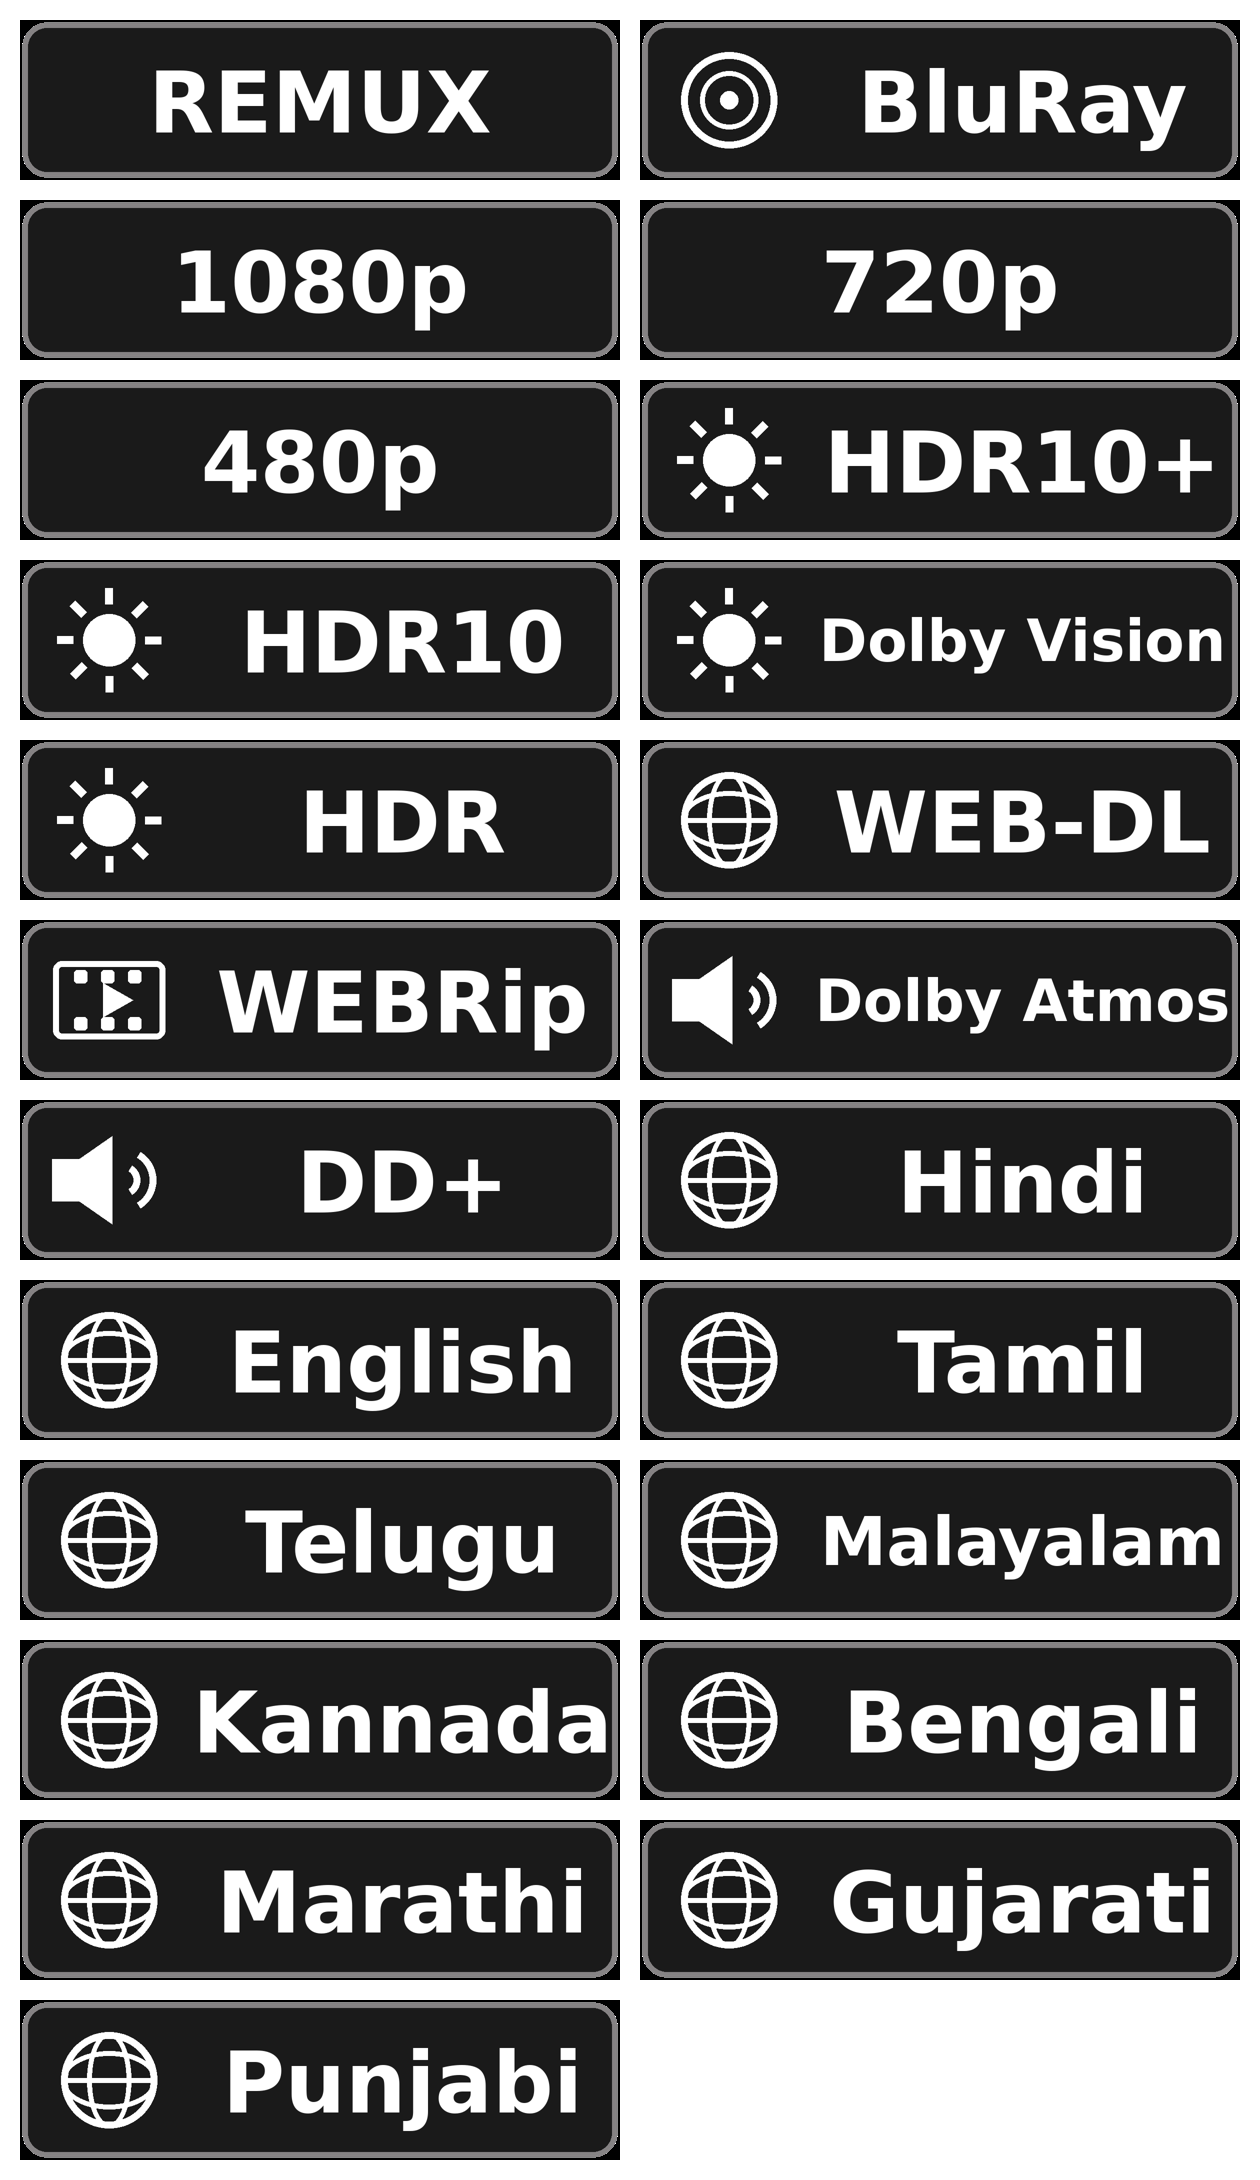 REMUX
BluRay
1080p
720p
480p
HDR10+
HDR10
Dolby Vision
HDR
WEB-DL
WEBRip
Dolby Atmos
DD+
Hindi
English
Tamil
Telugu
Malayalam
Kannada
Bengali
Marathi
Gujarati
Punjabi